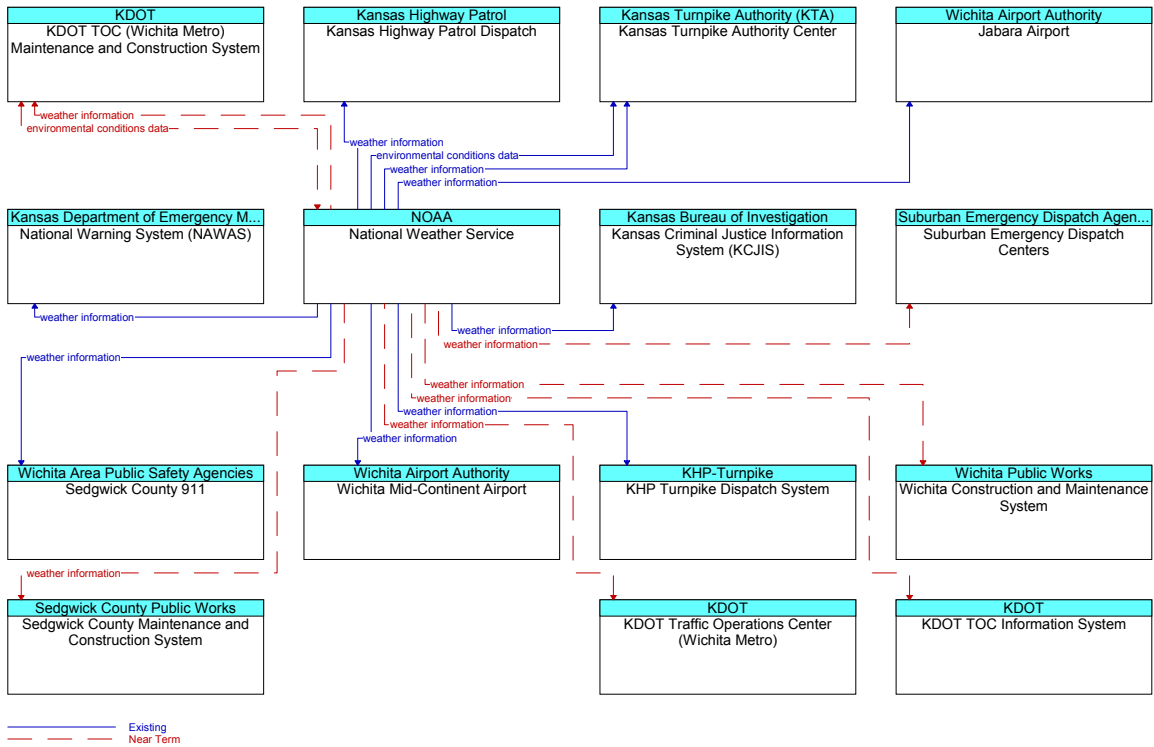 KDOT
KDOT TOC (Wichita Metro)
Maintenance and Construction System
Kansas Highway Patrol
Kansas Highway Patrol Dispatch
Kansas Turnpike Authority (KTA)
Kansas Turnpike Authority Center
Wichita Airport Authority
Jabara Airport
weather information
environmental conditions data
weather information
environmental conditions data
weather information
weather information
Kansas Department of Emergency M...
National Warning System (NAWAS)
NOAA
National Weather Service
Kansas Bureau of Investigation
Kansas Criminal Justice Information
System (KCJIS)
Suburban Emergency Dispatch Agen...
Suburban Emergency Dispatch
Centers
weather information
weather information
weather information
weather information
weather information
weather information
weather information
weather information
weather information
Wichita Area Public Safety Agencies
Sedgwick County 911
Wichita Airport Authority
Wichita Mid-Continent Airport
KHP-Turnpike
KHP Turnpike Dispatch System
Wichita Public Works
Wichita Construction and Maintenance
System
weather information
Sedgwick County Public Works
Sedgwick County Maintenance and
Construction System
KDOT
KDOT Traffic Operations Center
(Wichita Metro)
KDOT
KDOT TOC Information System
Existing
Near Term